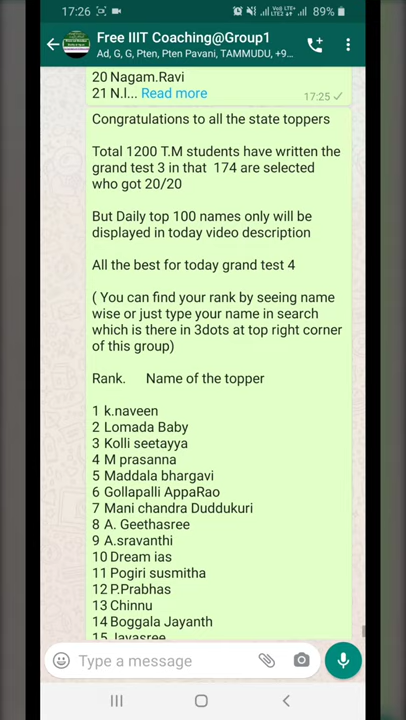 17:26
Vo) LTE+
LTE2
89%
Free IIIT Coaching@Group1
Ad, G, G, Pten, Pten Pavani, TAMMUDU, +9...
20 Nagam.Ravi
21 N.l... Read more
17:25
Congratulations to all the state toppers
Total 1200 T.M students have written the
grand test 3 in that 174 are selected
who got 20/20
But Daily top 100 names only will be
displayed in today video description
All the best for today grand test 4
( You can find your rank by seeing name
wise or just type your name in search
which is there in 3dots at top right corner
of this group)
Rank. Name of the topper
1 k.naveen
2 Lomada Baby
3 Kolli seetayya
4 M prasanna
5 Maddala bhargavi
6 Gollapalli AppaRao
7 Mani chandra Duddukuri
8 A. Geethasree
9 A.sravanthi
10 Dream ias
11 Pogiri susmitha
12 P.Prabhas
13 Chinnu
14 Boggala Jayanth
15 Jayasree
Type a message